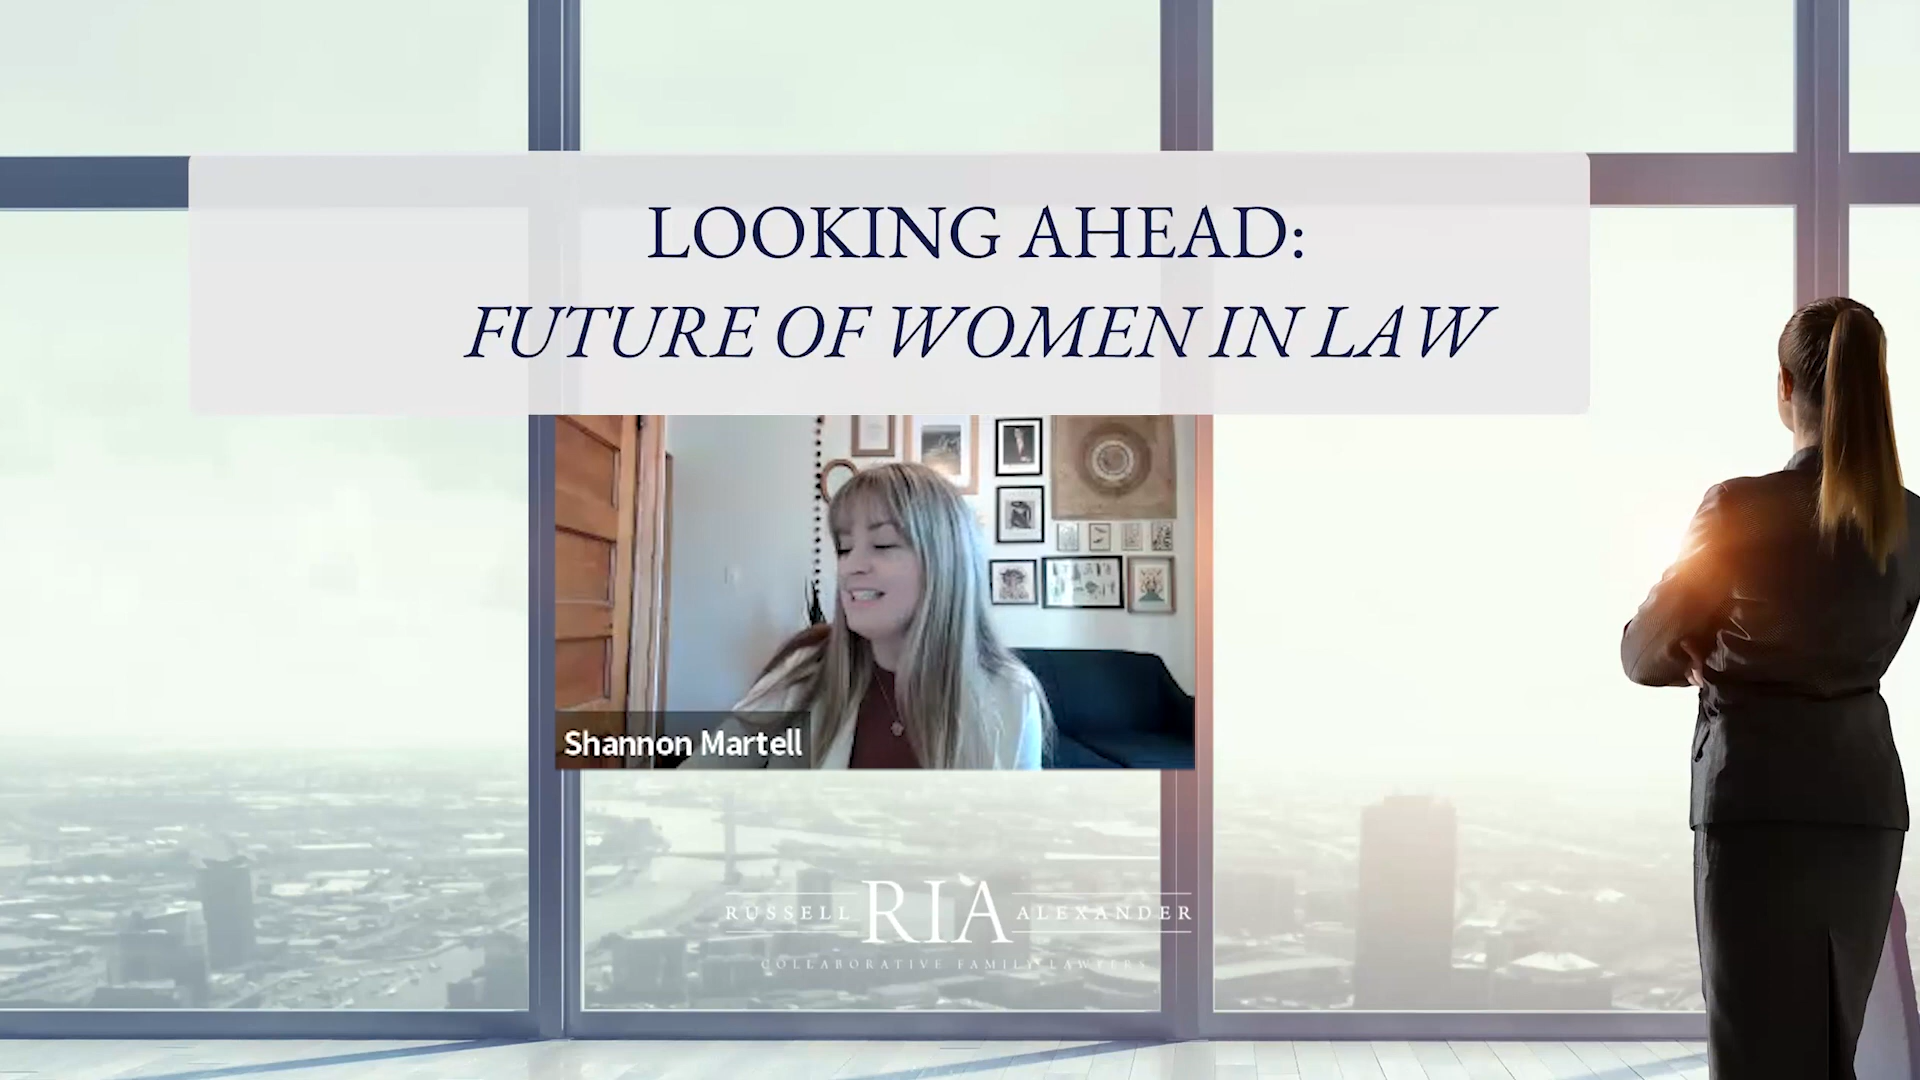 LOOKING AHEAD:
FUTURE OF WOMEN IN LAW
Shannon Martell
RUSSELL RIA ALEXANDER
COLLABORATIVE FAMILY LAWYERS